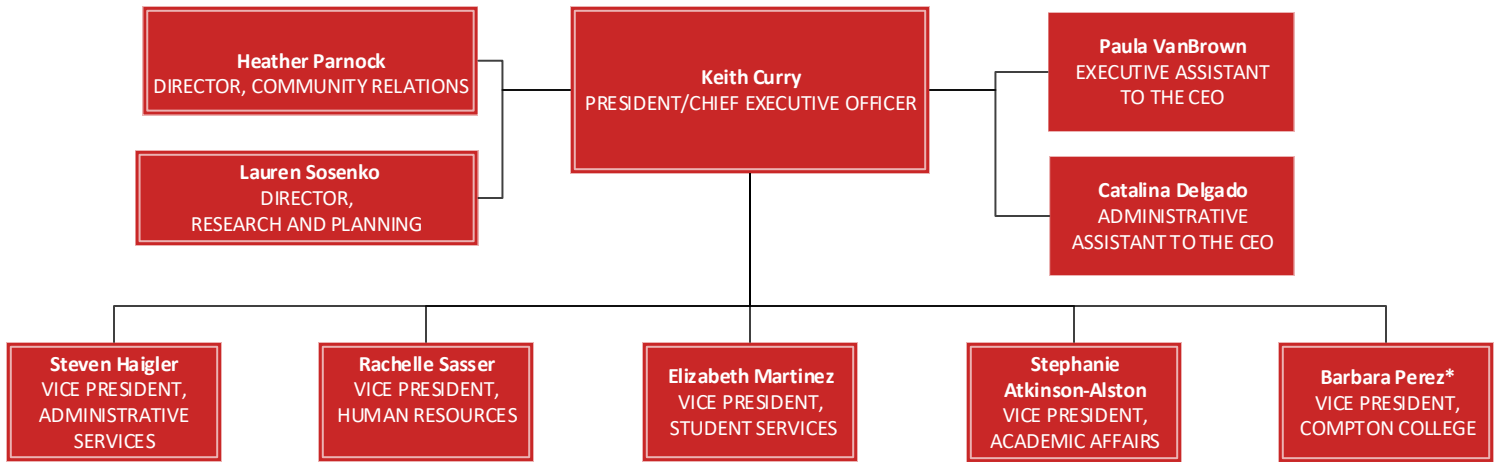 Heather Parnock
DIRECTOR, COMMUNITY RELATIONS
Keith Curry
PRESIDENT/CHIEF EXECUTIVE OFFICER
Paula VanBrown
EXECUTIVE ASSISTANT
TO THE CEO
Lauren Sosenko
DIRECTOR,
RESEARCH AND PLANNING
Catalina Delgado
ADMINISTRATIVE
ASSISTANT TO THE CEO
Steven Haigler
VICE PRESIDENT,
ADMINISTRATIVE
SERVICES
Rachelle Sasser
VICE PRESIDENT,
HUMAN RESOURCES
Elizabeth Martinez
VICE PRESIDENT,
STUDENT SERVICES
Stephanie
Atkinson-Alston
VICE PRESIDENT,
ACADEMIC AFFAIRS
Barbara Perez*
VICE PRESIDENT,
COMPTON COLLEGE